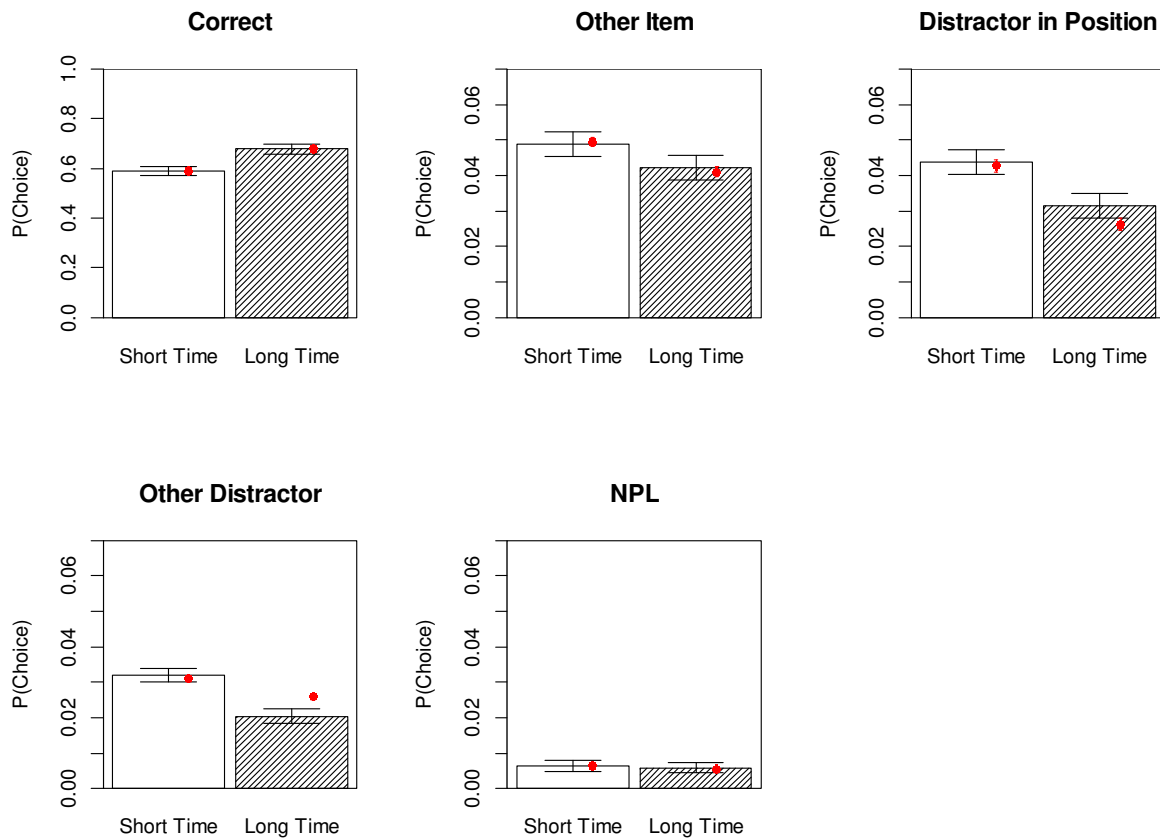 Correct
P(Choice)
1.0
0.8
0.6
0.4
0.2
0.0
Short Time Long Time
Other Item
P(Choice)
0.06
0.04
0.02
0.00
Short Time Long Time
Distractor in Position
P(Choice)
0.06
0.04
0.02
0.00
Short Time Long Time
Other Distractor
P(Choice)
0.06
0.04
0.02
0.00
Short Time Long Time
NPL
P(Choice)
0.06
0.04
0.02
0.00
Short Time Long Time